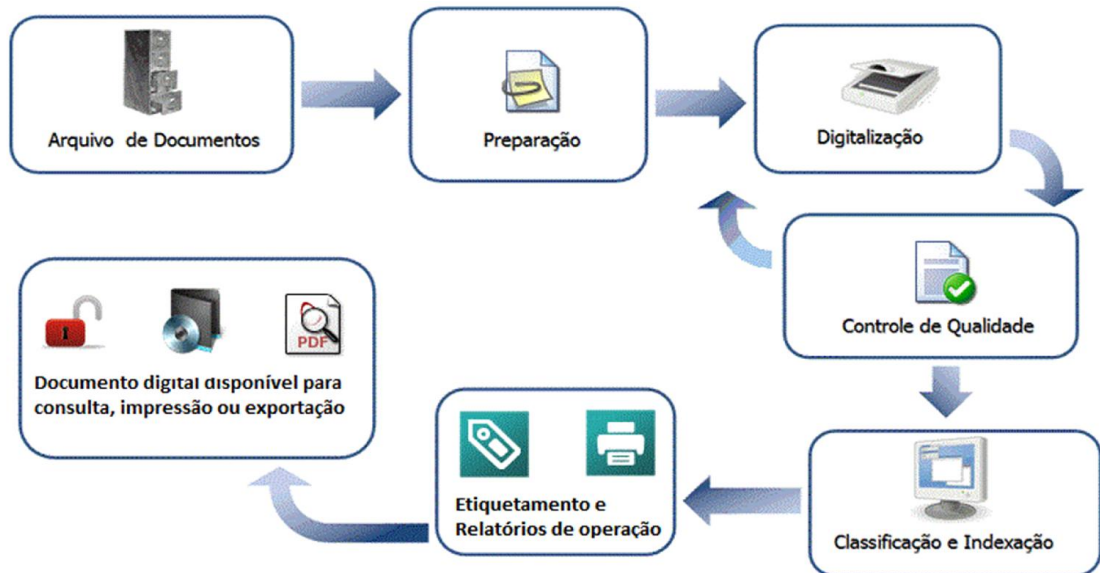 Arquivo de Documentos
Preparação
Digitalização
Controle de Qualidade
Classificação e Indexação
Etiquetamento e
Relatórios de operação
PDF
Documento digital disponível para
consulta, impressão ou exportação